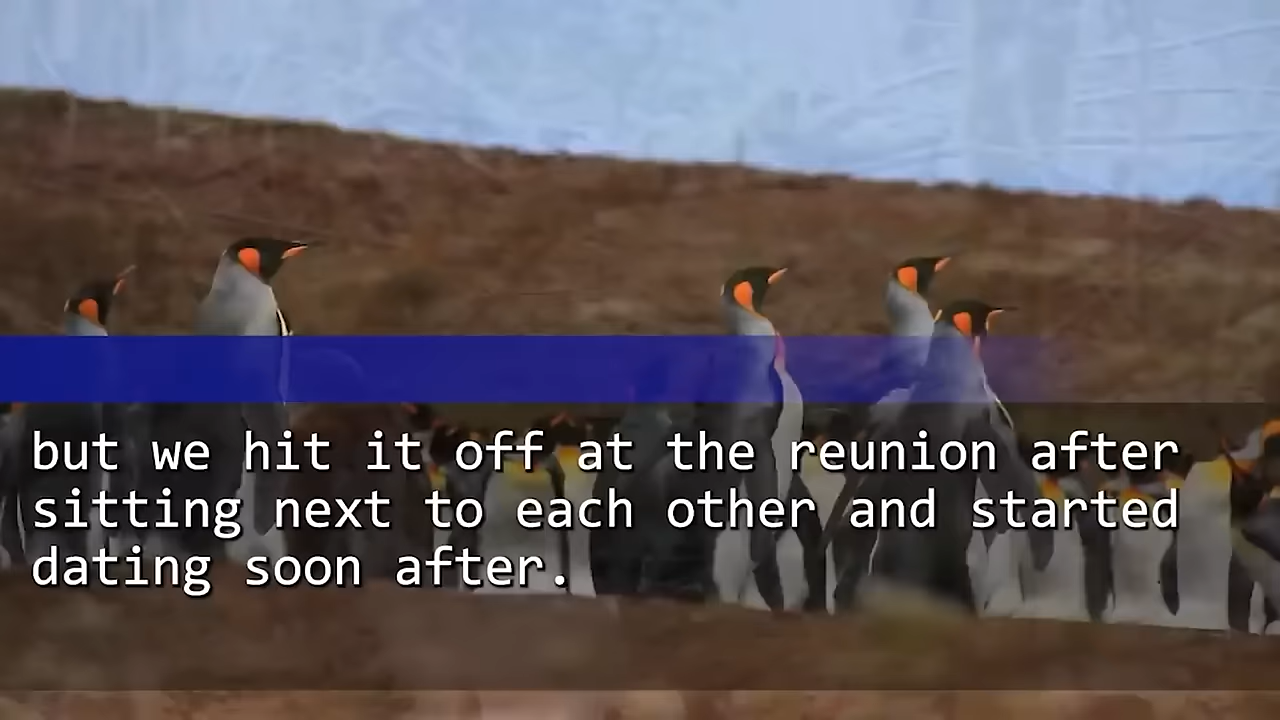 but we hit it off at the reunion after
sitting next to each other and started
dating soon after.